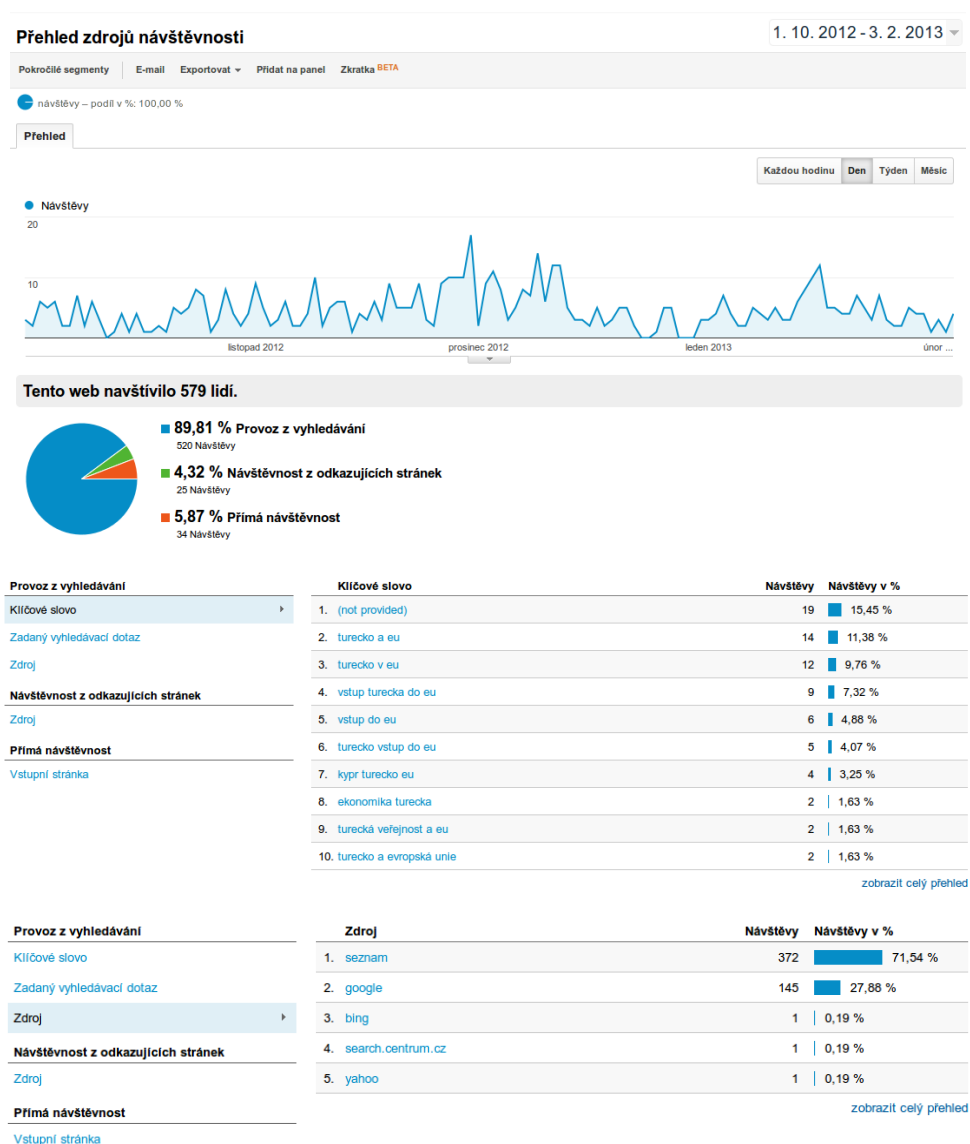 Přehled zdrojů návštěvnosti
1. 10. 2012 - 3. 2. 2013
Pokročilé segmenty E-mail Exportovat Přidat na panel Zkratka BETA
návštěvy – podíl v %: 100,00 %
Přehled
Každou hodinu Den Týden Měsíc
Návštěvy
20
10
listopad 2012 prosinec 2012 leden 2013 únor ...
Tento web navštívilo 579 lidí.
89,81 % Provoz z vyhledávání
520 Návštěvy
4,32 % Návštěvnost z odkazujících stránek
25 Návštěvy
5,87 % Přímá návštěvnost
34 Návštěvy
Provoz z vyhledávání
Klíčové slovo
Zadaný vyhledávací dotaz
Zdroj
Návštěvnost z odkazujících stránek
Zdroj
Přímá návštěvnost
Vstupní stránka
Klíčové slovo Návštěvy Návštěvy v %
1. (not provided) 19 15,45 %
2. turecko a eu 14 11,38 %
3. turecko v eu 12 9,76 %
4. vstup turecka do eu 9 7,32 %
5. vstup do eu 6 4,88 %
6. turecko vstup do eu 5 4,07 %
7. kypr turecko eu 4 3,25 %
8. ekonomika turecka 2 1,63 %
9. turecká veřejnost a eu 2 1,63 %
10. turecko a evropská unie 2 1,63 %
zobrazit celý přehled
Provoz z vyhledávání
Klíčové slovo
Zadaný vyhledávací dotaz
Zdroj
Návštěvnost z odkazujících stránek
Zdroj
Přímá návštěvnost
Vstupní stránka
Zdroj Návštěvy Návštěvy v %
1. seznam 372 71,54 %
2. google 145 27,88 %
3. bing 1 0,19 %
4. search.centrum.cz 1 0,19 %
5. yahoo 1 0,19 %
zobrazit celý přehled